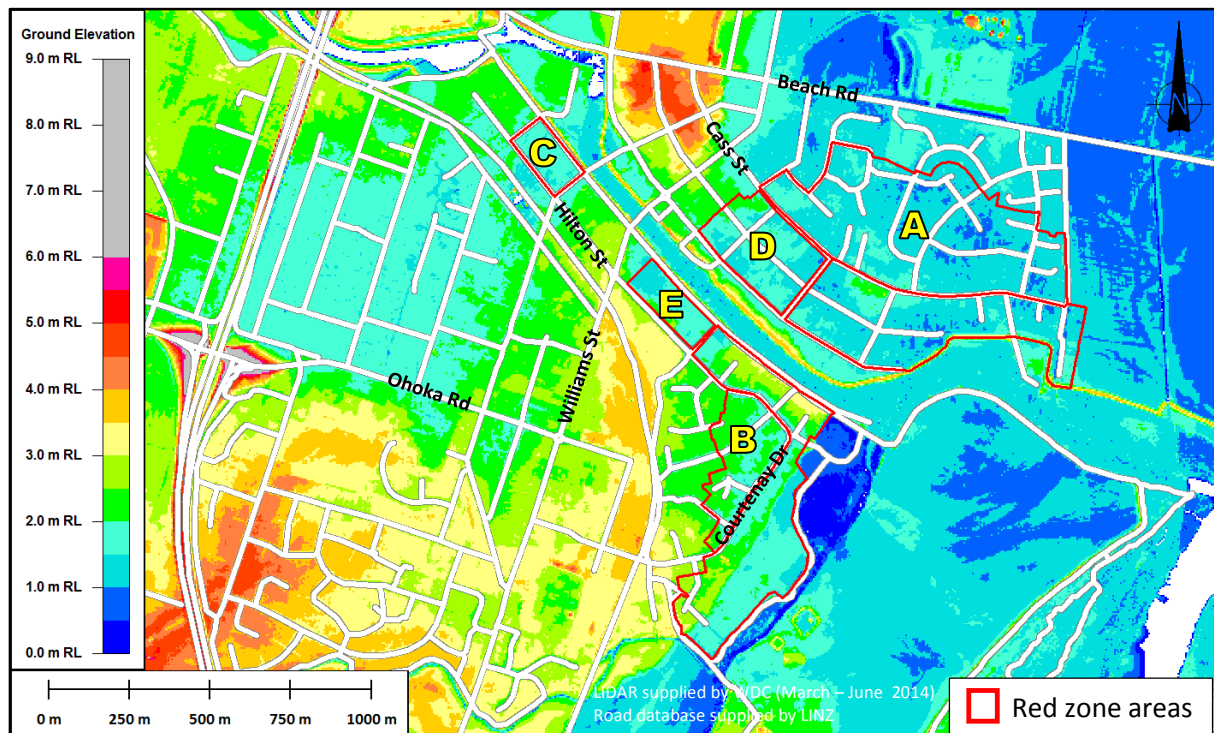 Ground Elevation
9.0 m RL
8.0 m RL
7.0 m RL
6.0 m RL
5.0 m RL
4.0 m RL
3.0 m RL
2.0 m RL
1.0 m RL
0.0 m RL
Beach Rd
N
Cass St
C
Hilton St
A
D
E
Williams St
Ohoka Rd
B
Courtenay Dr
0 m
250 m
500 m
750 m
1000 m
LiDAR supplied by WDC (March – June 2014)
Road database supplied by LINZ
Red zone areas